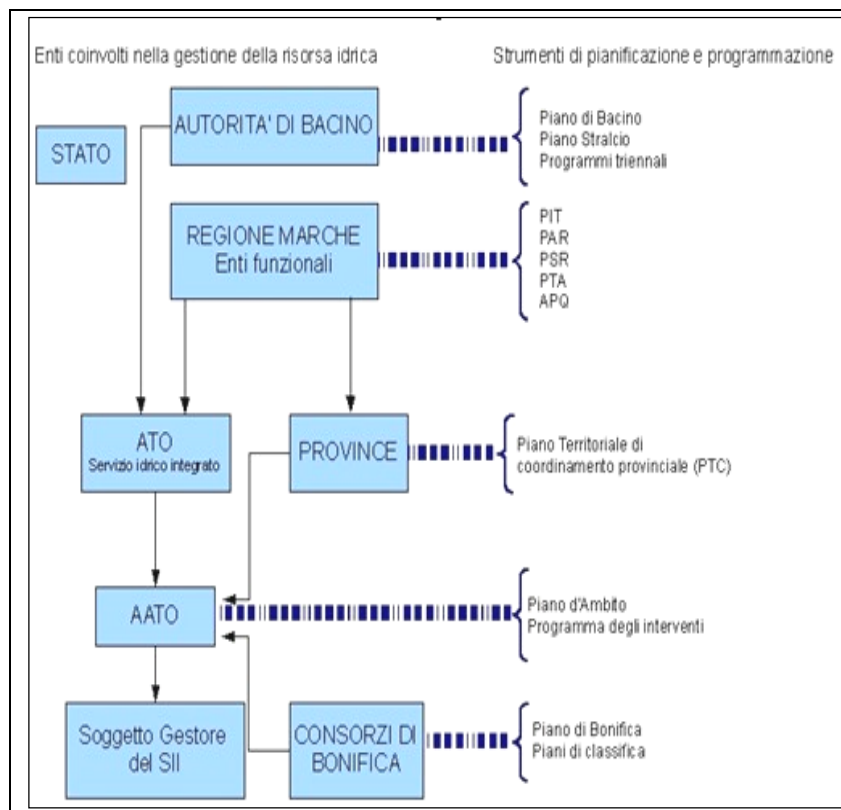 Enti coinvolti nella gestione della risorsa idrica
Strumenti di pianificazione e programmazione
STATO
AUTORITA' DI BACINO
Piano di Bacino
Piano Stralcio
Programmi triennali
REGIONE MARCHE
Enti funzionali
PIT
PAR
PSR
PTA
APQ
ATO
Servizio idrico integrato
PROVINCE
Piano Territoriale di
coordinamento provinciale (PTC)
AATO
Piano d'Ambito
Programma degli interventi
Soggetto Gestore
del SII
CONSORZI DI
BONIFICA
Piano di Bonifica
Piani di classifica